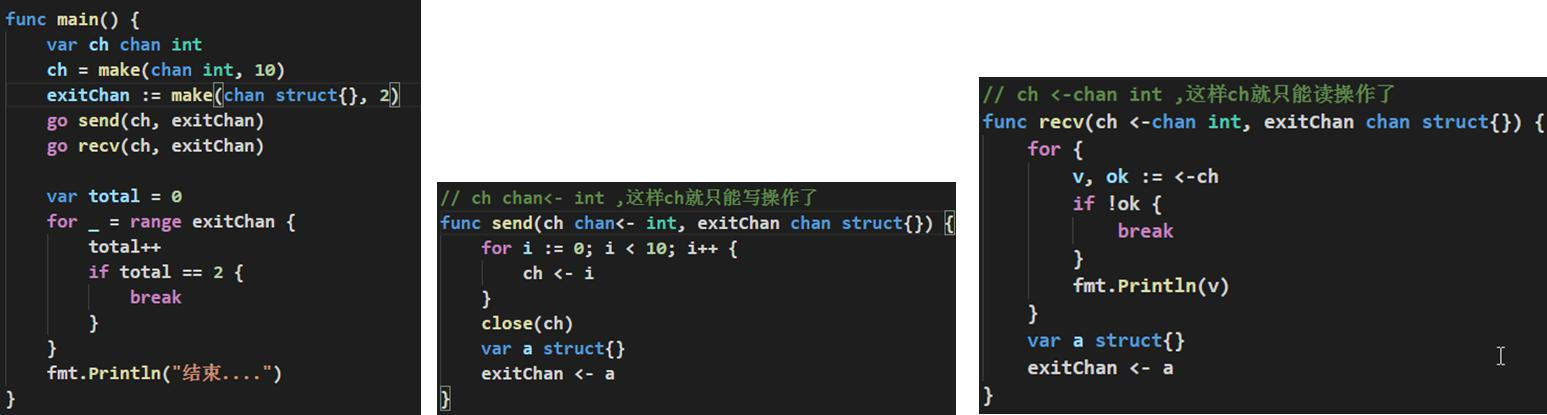 func main() {
    var ch chan int
    ch = make(chan int, 10)
    exitChan := make(chan struct{}, 2)
    go send(ch, exitChan)
    go recv(ch, exitChan)

    var total = 0
    for _ = range exitChan {
        total++
        if total == 2 {
            break
        }
    }
    fmt.Println("结束....")
}
// ch chan<- int ,这样ch就只能写操作了
func send(ch chan<- int, exitChan chan struct{}) {
    for i := 0; i < 10; i++ {
        ch <- i
    }
    close(ch)
    var a struct{}
    exitChan <- a
}
// ch <-chan int ,这样ch就只能读操作了
func recv(ch <-chan int, exitChan chan struct{}) {
    for {
        v, ok := <-ch
        if !ok {
            break
        }
        fmt.Println(v)
    }
    var a struct{}
    exitChan <- a
}